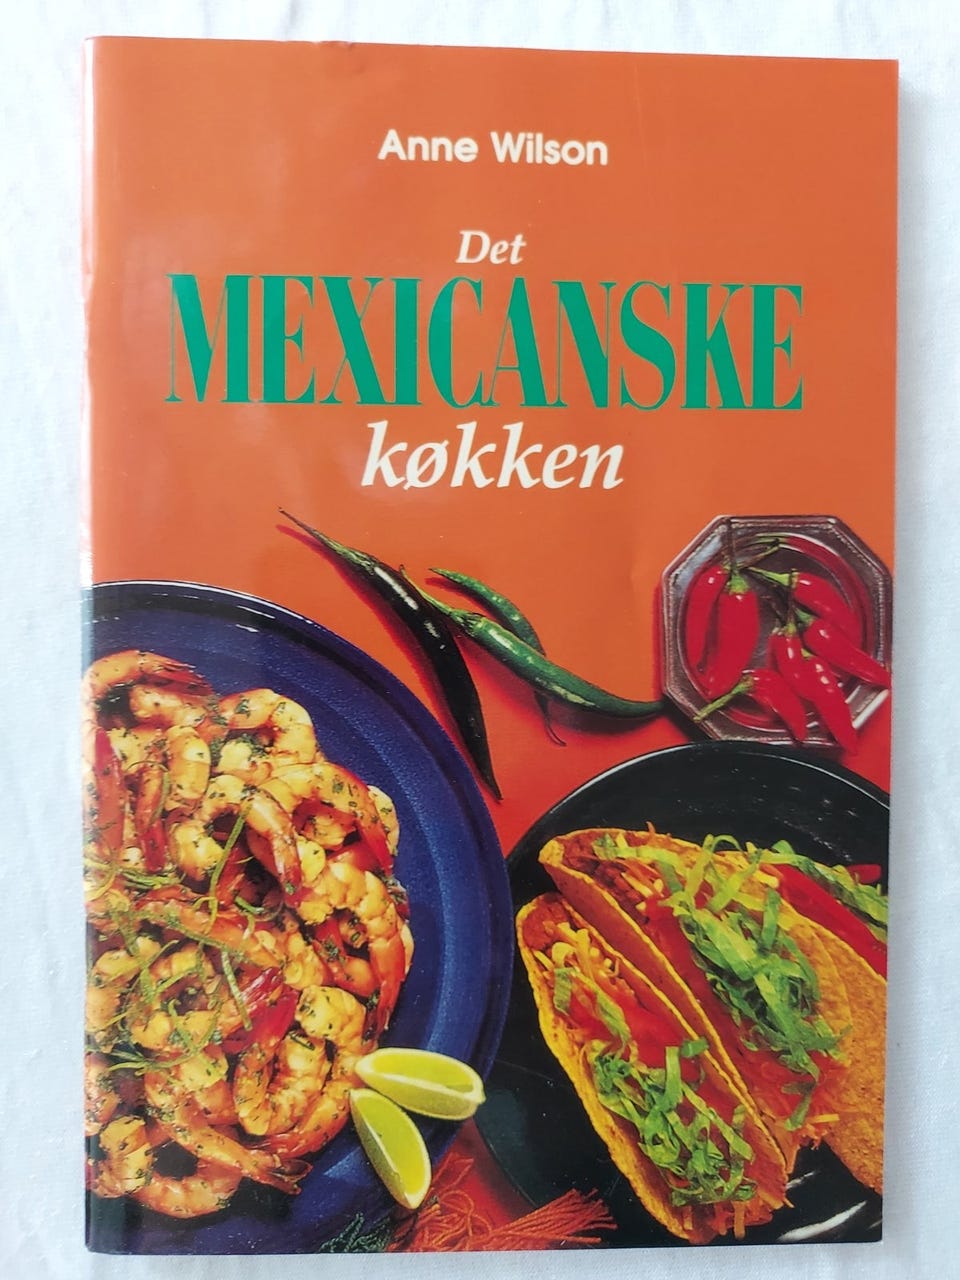 Anne Wilson
Det
MEXICANSKE
køkken